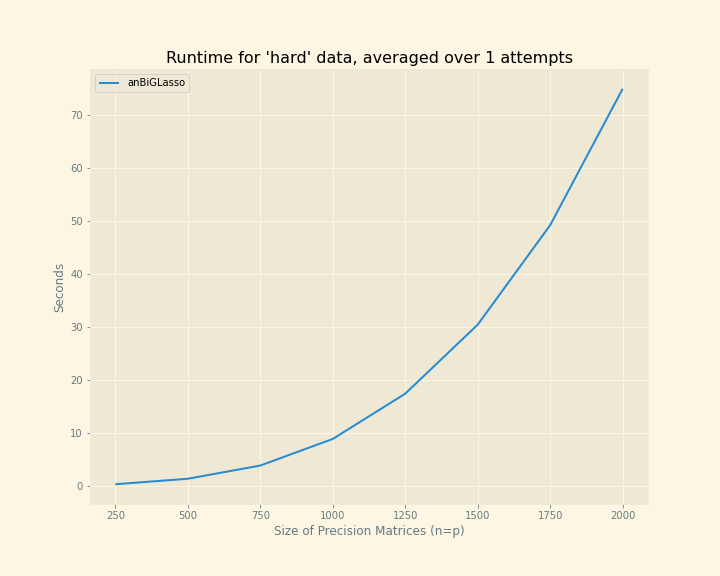 Runtime for 'hard' data, averaged over 1 attempts
anBiGLasso
70
60
50
40
30
20
10
0
Seconds
250 500 750 1000 1250 1500 1750 2000
Size of Precision Matrices (n=p)